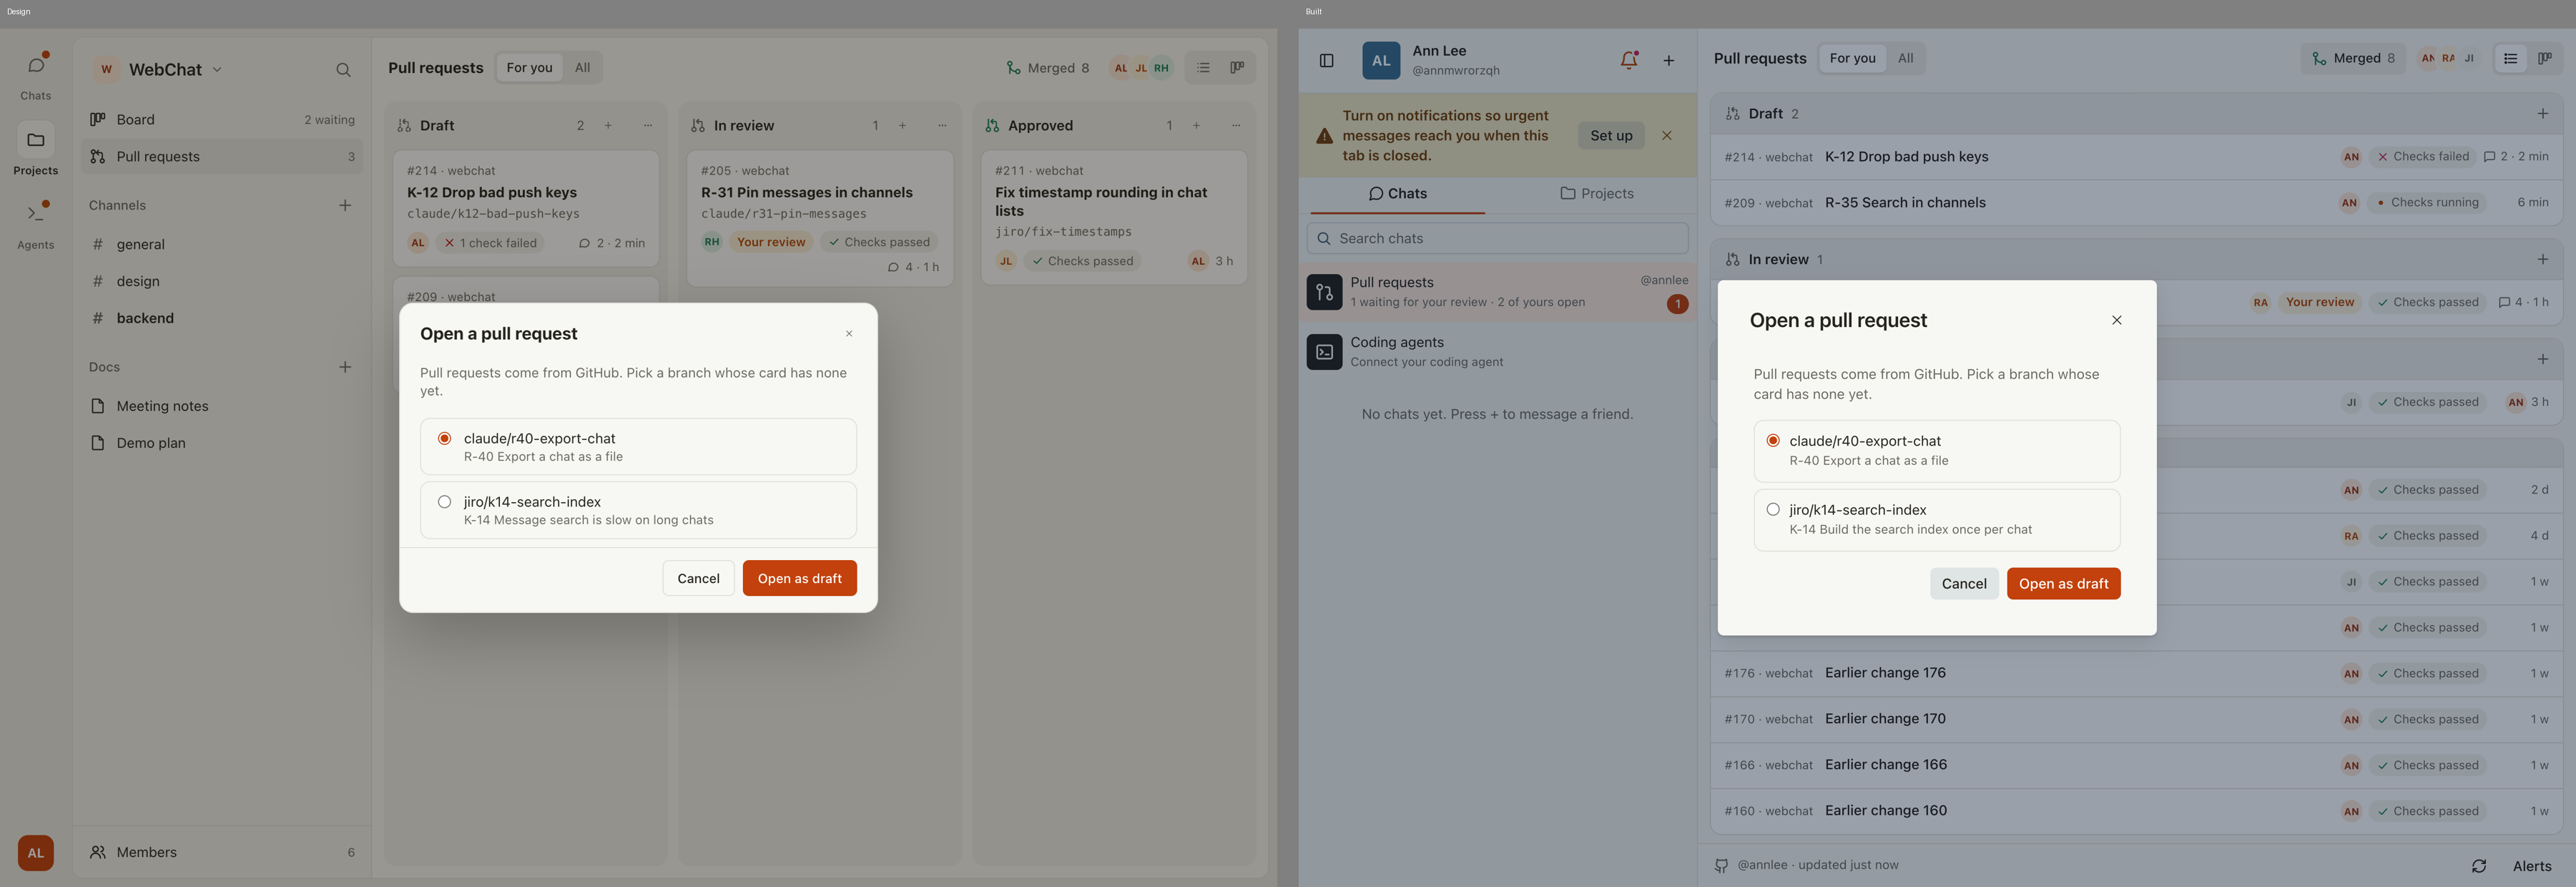 Design
Chats
Projects
Agents
AL
W WebChat
Board 2 waiting
Pull requests 3
Channels
# general
# design
# backend
Docs
Meeting notes
Demo plan
Members 6
Pull requests For you All
Merged 8 AL JL RH
Draft 2
#214 · webchat
K-12 Drop bad push keys
claude/k12-bad-push-keys
AL 1 check failed 2 · 2 min
#209 · webchat
In review 1
#205 · webchat
R-31 Pin messages in channels
claude/r31-pin-messages
RH Your review Checks passed
4 · 1 h
Approved 1
#211 · webchat
Fix timestamp rounding in chat
lists
jiro/fix-timestamps
JL Checks passed AL 3 h
Open a pull request
Pull requests come from GitHub. Pick a branch whose card has none
yet.
claude/r40-export-chat
R-40 Export a chat as a file
jiro/k14-search-index
K-14 Message search is slow on long chats
Cancel Open as draft
Built
AL Ann Lee
@annmwrorzqh
Turn on notifications so urgent
messages reach you when this
tab is closed.
Set up
Chats Projects
Search chats
Pull requests @annlee
1 waiting for your review · 2 of yours open 1
Coding agents
Connect your coding agent
No chats yet. Press + to message a friend.
Pull requests For you All
Merged 8 AN RA JI
Draft 2
#214 · webchat K-12 Drop bad push keys AN Checks failed 2 · 2 min
#209 · webchat R-35 Search in channels AN Checks running 6 min
In review 1
RA Your review Checks passed 4 · 1 h
JI Checks passed AN 3 h
AN Checks passed 2 d
RA Checks passed 4 d
JI Checks passed 1 w
AN Checks passed 1 w
#176 · webchat Earlier change 176 AN Checks passed 1 w
#170 · webchat Earlier change 170 AN Checks passed 1 w
#166 · webchat Earlier change 166 AN Checks passed 1 w
#160 · webchat Earlier change 160 AN Checks passed 1 w
@annlee · updated just now Alerts
Open a pull request
Pull requests come from GitHub. Pick a branch whose
card has none yet.
claude/r40-export-chat
R-40 Export a chat as a file
jiro/k14-search-index
K-14 Build the search index once per chat
Cancel Open as draft